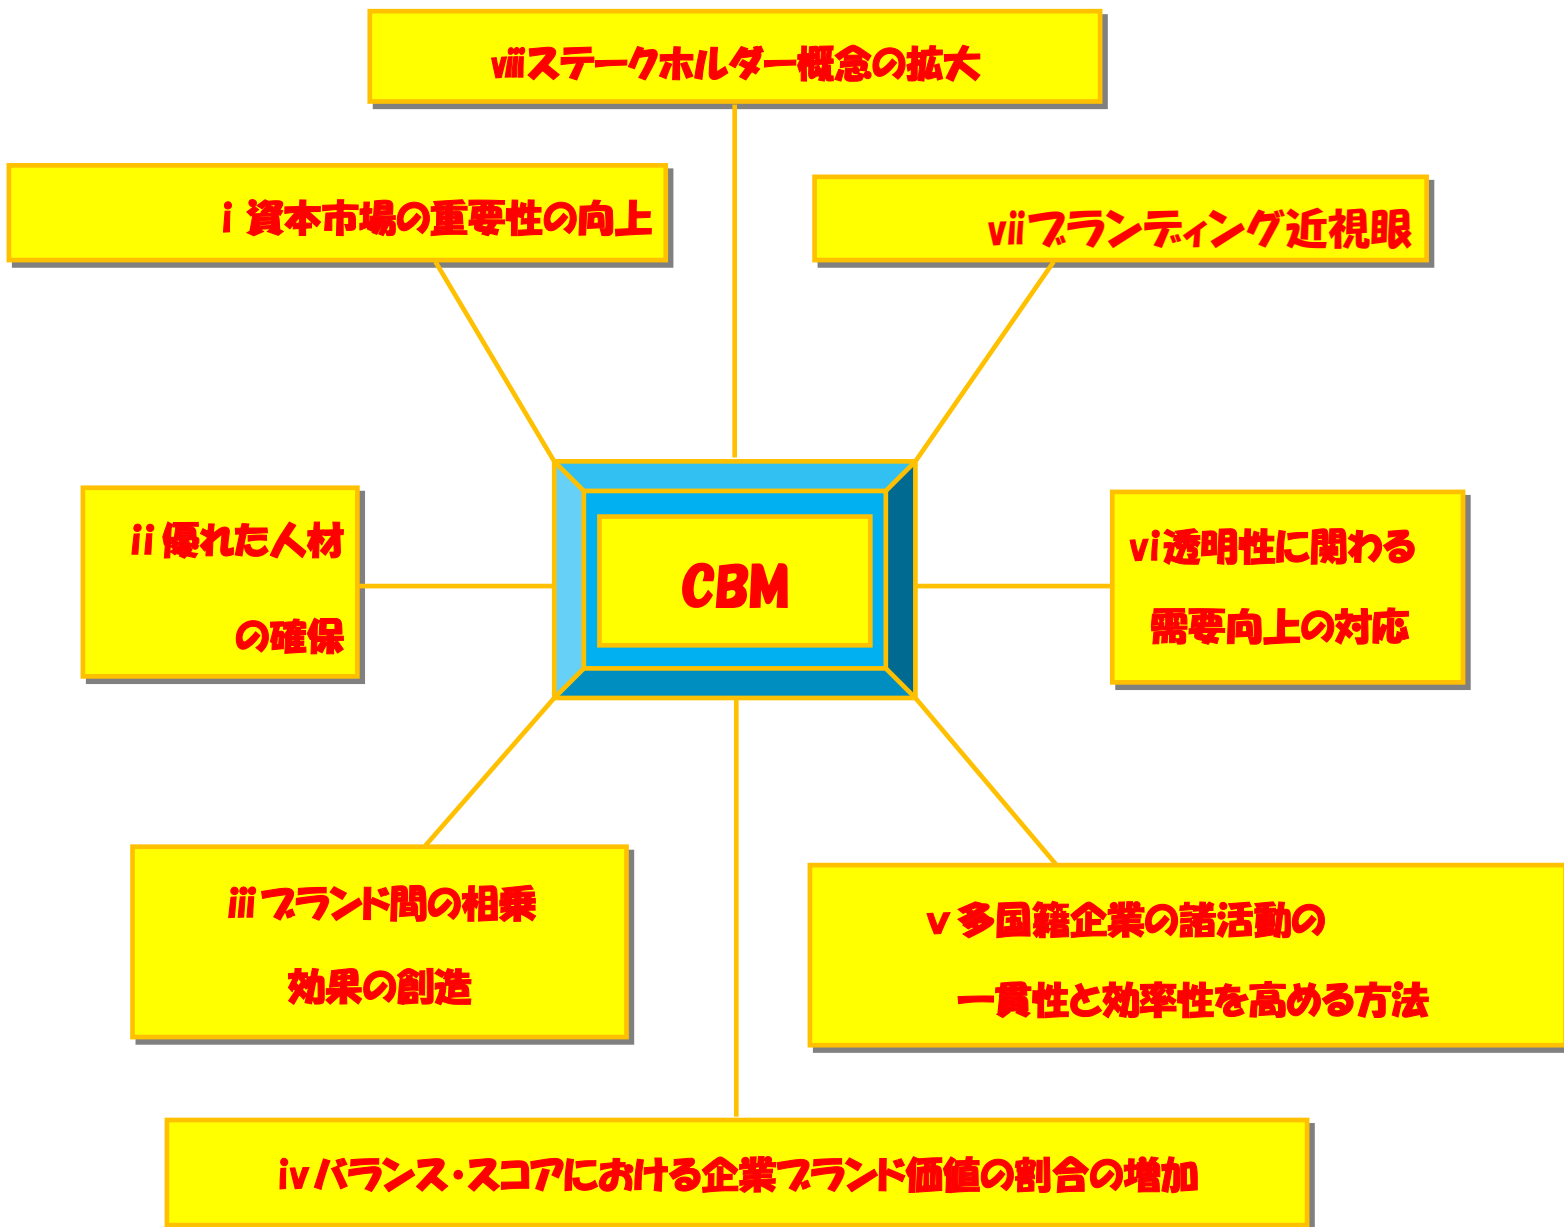 ⅷステークホルダー概念の拡大
ⅰ 資本市場の重要性の向上
ⅶブランディング近視眼
ⅱ優れた人材
の確保
CBM
ⅵ透明性に関わる
需要向上の対応
ⅲブランド間の相乗
効果の創造
ⅴ多国籍企業の諸活動の
一貫性と効率性を高める方法
ⅳバランス・スコアにおける企業ブランド価値の割合の増加